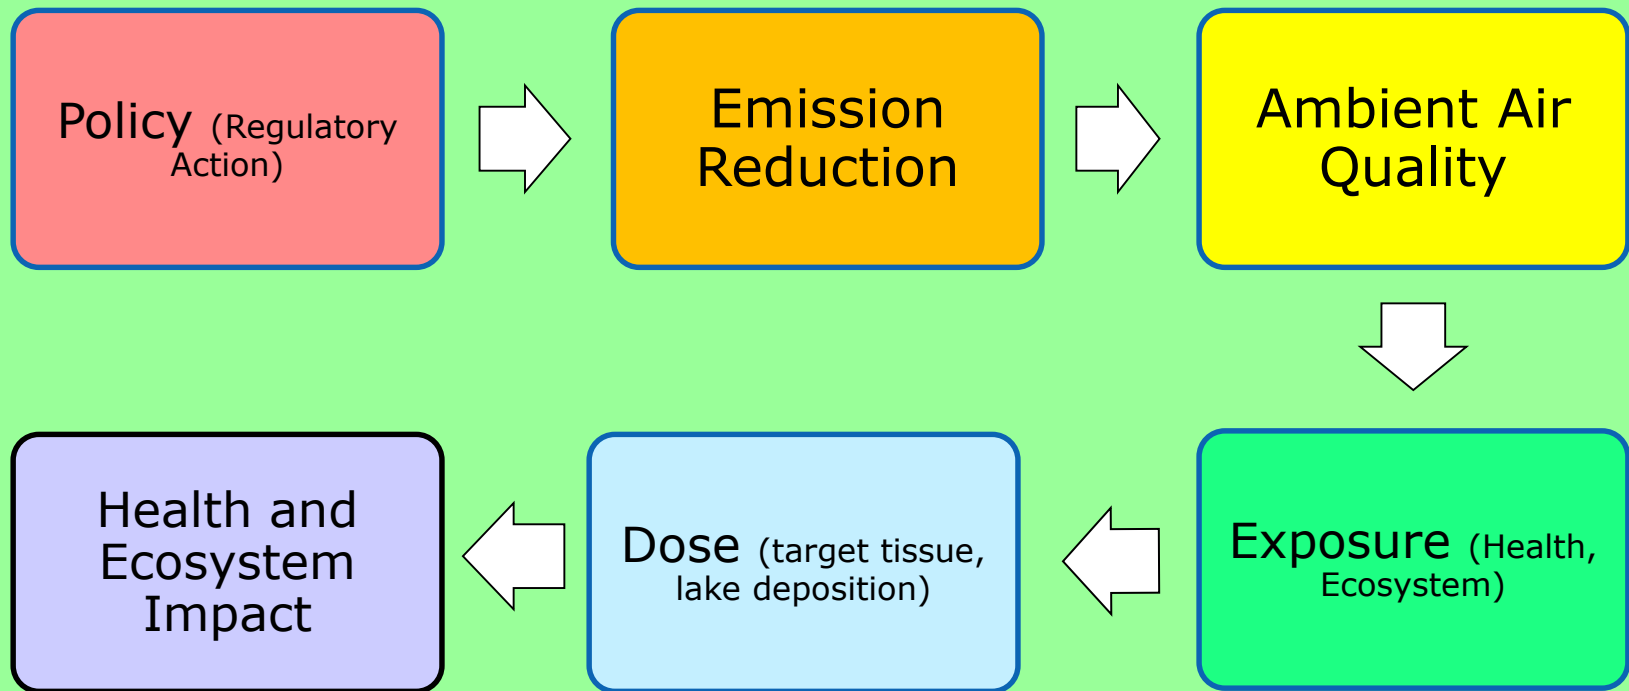 Policy (Regulatory
Action)
Emission
Reduction
Ambient Air
Quality
Exposure (Health,
Ecosystem)
Dose (target tissue,
lake deposition)
Health and
Ecosystem
Impact